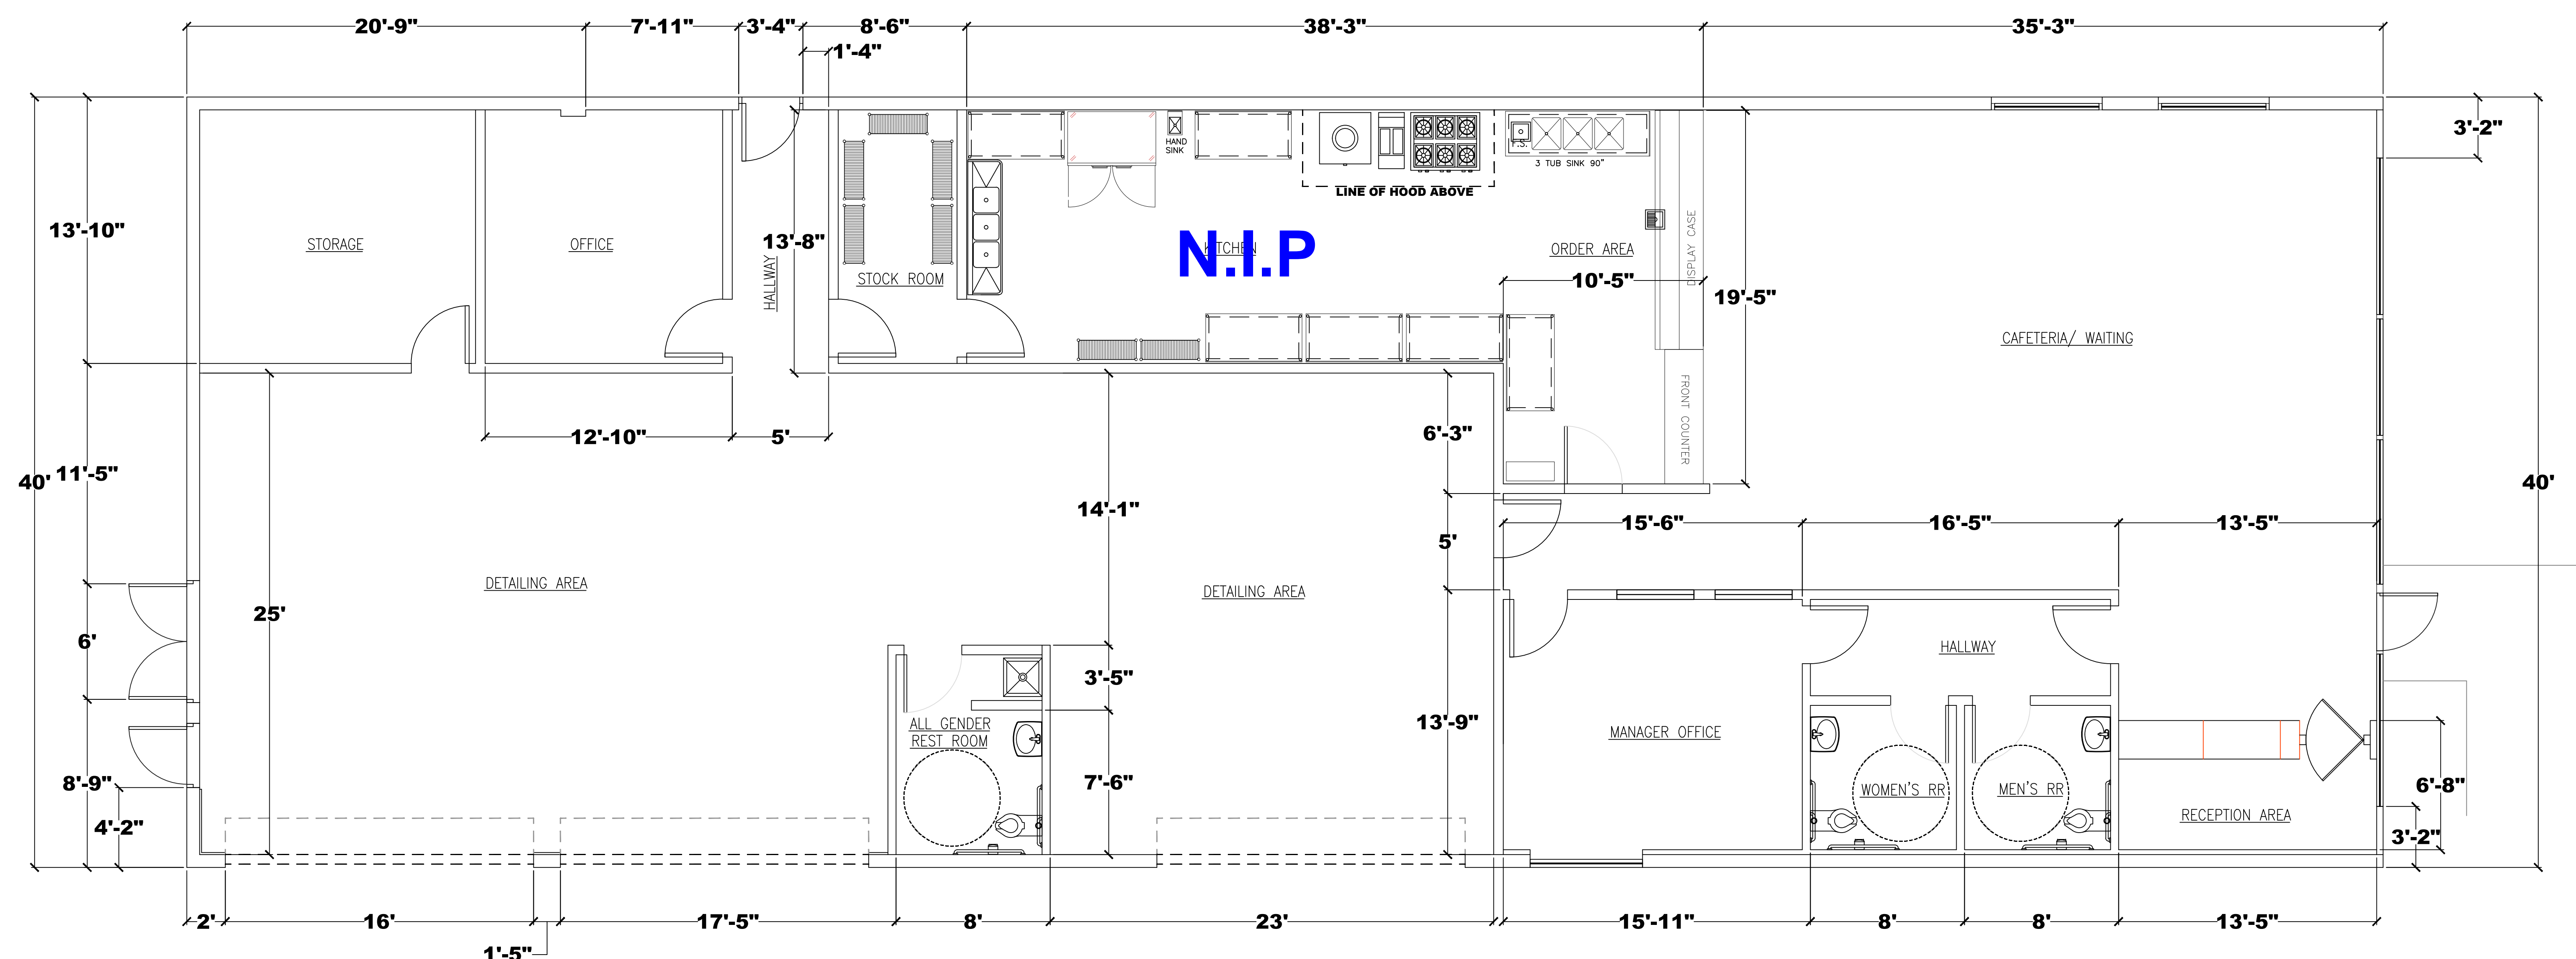 20'-9" 7'-11" 3'-4" 8'-6" 38'-3" 35'-3"
1'-4"
3'-2"
HAND
SINK
F.S.
3 TUB SINK 90"
LINE OF HOOD ABOVE
13'-10"
STORAGE
OFFICE
13'-8"
HALLWAY
STOCK ROOM
KITCHEN
N.I.P
ORDER AREA
DISPLAY CASE
10'-5"
19'-5"
CAFETERIA/ WAITING
FRONT COUNTER
12'-10" 5'
6'-3"
40'
11'-5"
40'
14'-1"
15'-6" 16'-5" 13'-5"
5'
DETAILING AREA
DETAILING AREA
25'
6'
HALLWAY
3'-5"
ALL GENDER
REST ROOM
13'-9"
MANAGER OFFICE
8'-9"
7'-6"
WOMEN'S RR
MEN'S RR
6'-8"
RECEPTION AREA
4'-2"
3'-2"
2' 16' 17'-5" 8' 23' 15'-11" 8' 8' 13'-5"
1'-5"